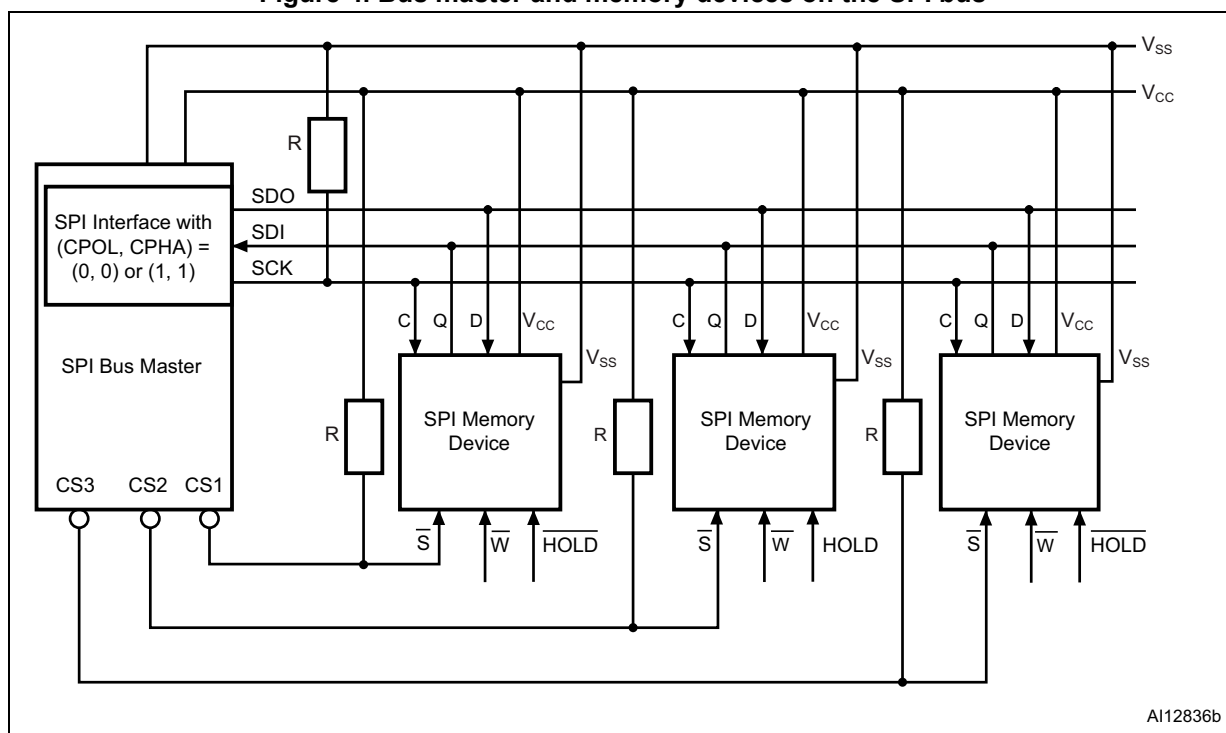 Figure 4. Bus master and memory devices on the SPI bus
VSS
VCC
R
SDO
SPI Interface with
(CPOL, CPHA) =
(0, 0) or (1, 1)
SDI
SCK
C Q D VCC
C Q D VCC
C Q D VCC
VSS
VSS
VSS
SPI Bus Master
R
SPI Memory
Device
R
SPI Memory
Device
R
SPI Memory
Device
CS3 CS2 CS1
S̅ W̅ H̅O̅L̅D̅
S̅ W̅ HOLD
S̅ W̅ H̅O̅L̅D̅
AI12836b